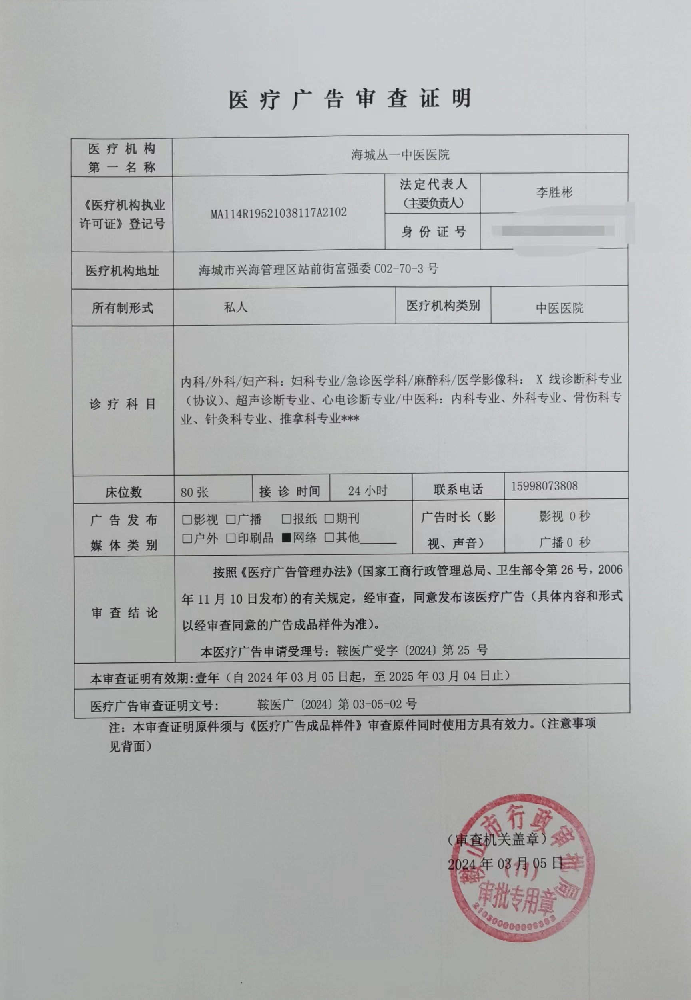 医疗广告审查证明
医疗机构
第一名称
海城丛一中医医院
《医疗机构执业
许可证》登记号
MA114R19521038117A2102
法定代表人
（主要负责人）
李胜彬
身份证号
医疗机构地址
海城市兴海管理区站前街富强委 C02-70-3 号
所有制形式
私人
医疗机构类别
中医医院
诊疗科目
内科/外科/妇产科：妇科专业/急诊医学科/麻醉科/医学影像科： X 线诊断科专业
（协议）、超声诊断专业、心电诊断专业/中医科：内科专业、外科专业、骨伤科专
业、针灸科专业、推拿科专业***
床位数
80 张
接诊时间
24 小时
联系电话
15998073808
广告发布
媒体类别
□影视 □广播 □报纸 □期刊
□户外 □印刷品 ■网络 □其他______
广告时长（影
视、声音）
影视 0 秒
广播 0 秒
审查结论
按照《医疗广告管理办法》(国家工商行政管理总局、卫生部令第 26 号，2006
年 11 月 10 日发布)的有关规定，经审查，同意发布该医疗广告（具体内容和形式
以经审查同意的广告成品样件为准）。
本医疗广告申请受理号：鞍医广受字〔2024〕第 25 号
本审查证明有效期:壹年（自 2024 年 03 月 05 日起，至 2025 年 03 月 04 日止）
医疗广告审查证明文号： 鞍医广〔2024〕第 03-05-02 号
注：本审查证明原件须与《医疗广告成品样件》审查原件同时使用方具有效力。（注意事项
见背面）
（审查机关盖章）
2024 年 03 月 05 日
鞍山市行政审批局
(11)
审批专用章